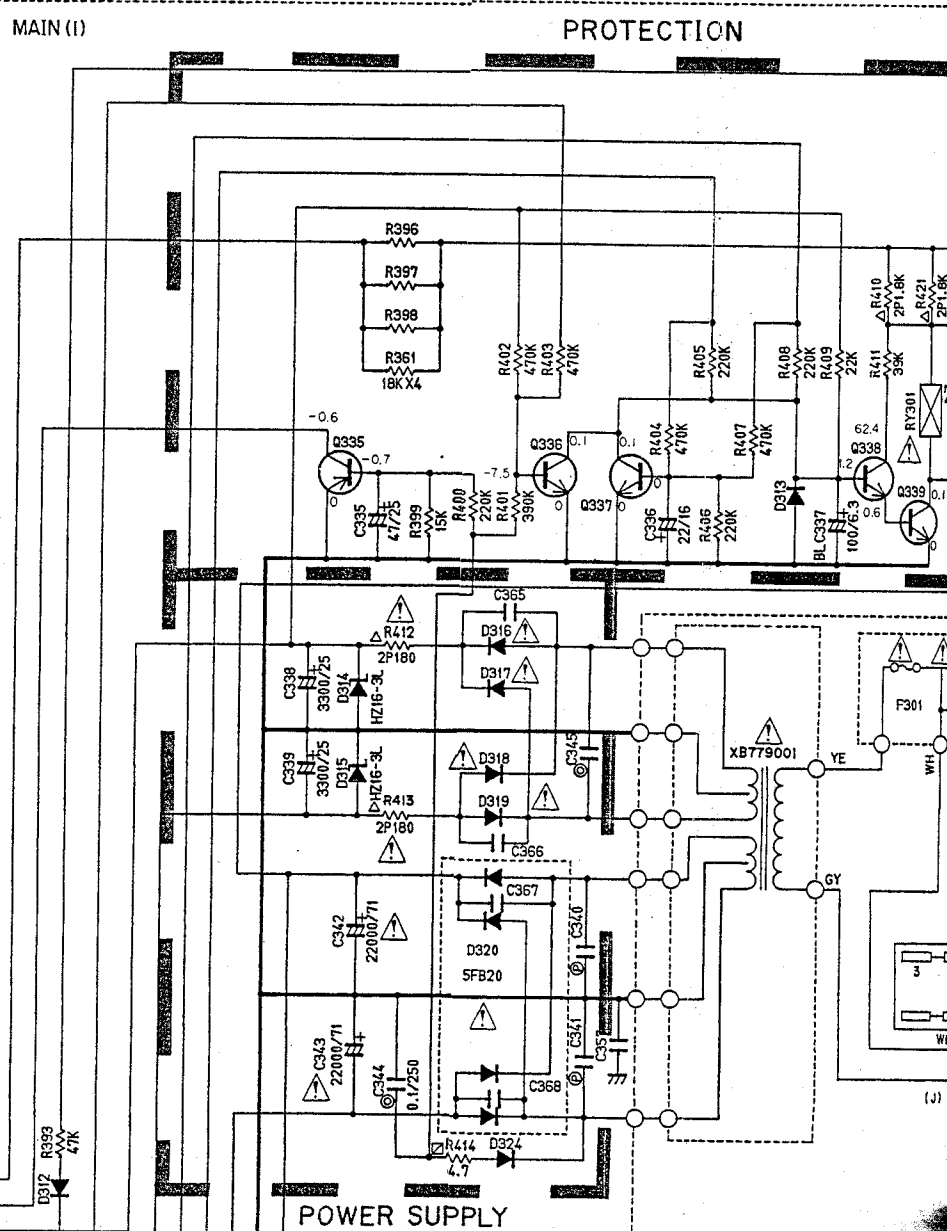 MAIN (1)
PROTECTION
R396
R397
R398
R361
18K X4
R402
470K
R403
470K
R405
220K
R408
220K
R409
22K
R410
2P1.8K
R421
2P1.8K
R411
39K
RY301
-0.6
Q335
-0.7
0
C335
47/25
R399
15K
R400
220K
R401
390K
-7.5
Q336
0.1
0
0.1
Q337
0
0
R404
470K
R407
470K
C336
22/16
R406
220K
D313
BLC337
100/6.3
1.2
62.4
Q338
0.6
Q339
0.1
0
C365
R412
2P180
D316
D317
C338
3300/25
D314
HZ16-3L
C339
3300/25
D315
HZ16-3L
R413
2P180
D318
D319
C366
C345
XB779001
YE
GY
F301
WH
C342
22000/71
C367
D320
5FB20
C340
P
C341
P
C357
C343
22000/71
C344
0.1/250
C368
R414
4.7
D324
R393
47K
D312
3
(J)
POWER SUPPLY